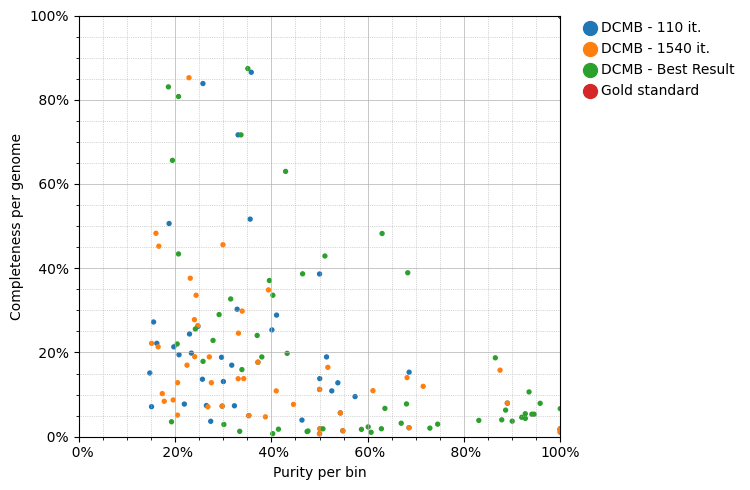 100%
80%
60%
40%
20%
0%
0%
20%
40%
60%
80%
100%
Completeness per genome
Purity per bin
DCMB - 110 it.
DCMB - 1540 it.
DCMB - Best Result
Gold standard